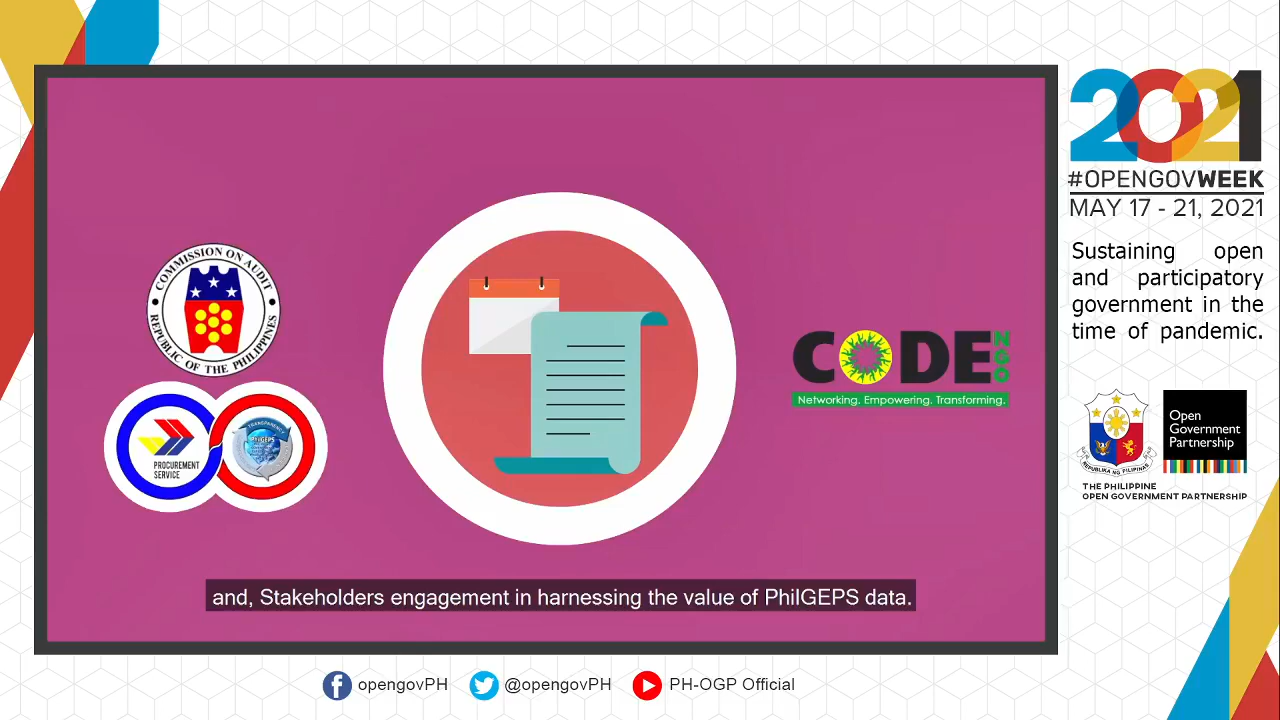 COMMISSION ON AUDIT
REPUBLIC OF THE PHILIPPINES
PROCUREMENT
SERVICE
TRANSPARENCY
PhilGEPS
CODE
NGO
Networking. Empowering. Transforming.
and, Stakeholders engagement in harnessing the value of PhilGEPS data.
2021
#OPENGOVWEEK
MAY 17 - 21, 2021
Sustaining open
and participatory
government in the
time of pandemic.
REPUBLIKA NG PILIPINAS
Open
Government
Partnership
THE PHILIPPINE
OPEN GOVERNMENT PARTNERSHIP
opengovPH
@opengovPH
PH-OGP Official